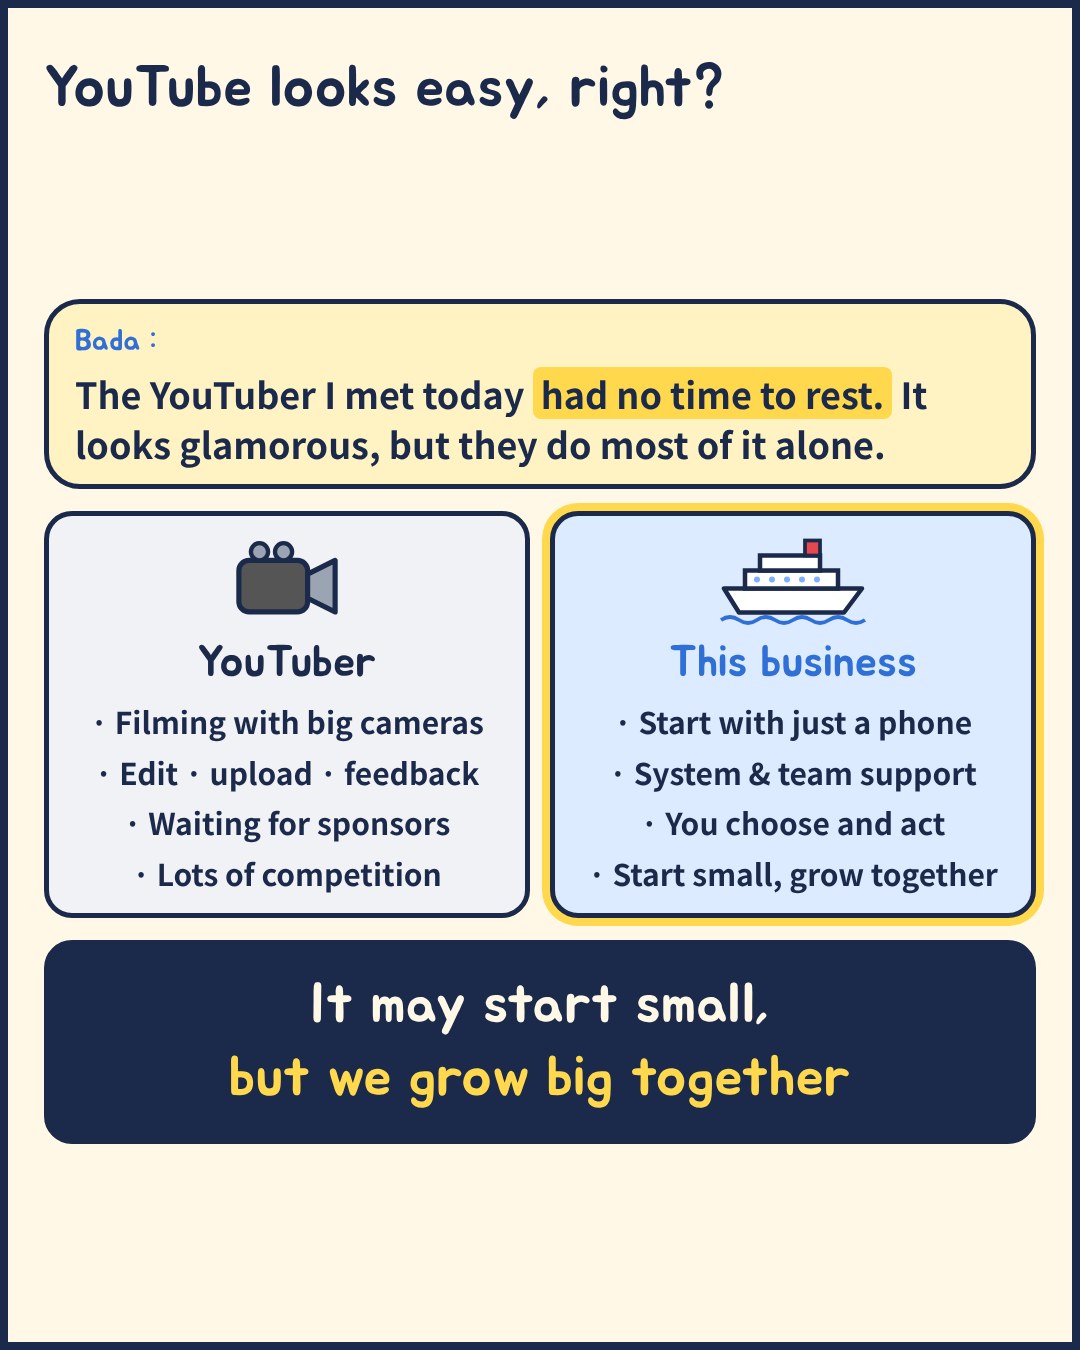 YouTube looks easy, right?
Bada :
The YouTuber I met today had no time to rest. It
looks glamorous, but they do most of it alone.
YouTuber
· Filming with big cameras
· Edit · upload · feedback
· Waiting for sponsors
· Lots of competition
This business
· Start with just a phone
· System & team support
· You choose and act
· Start small, grow together
It may start small,
but we grow big together